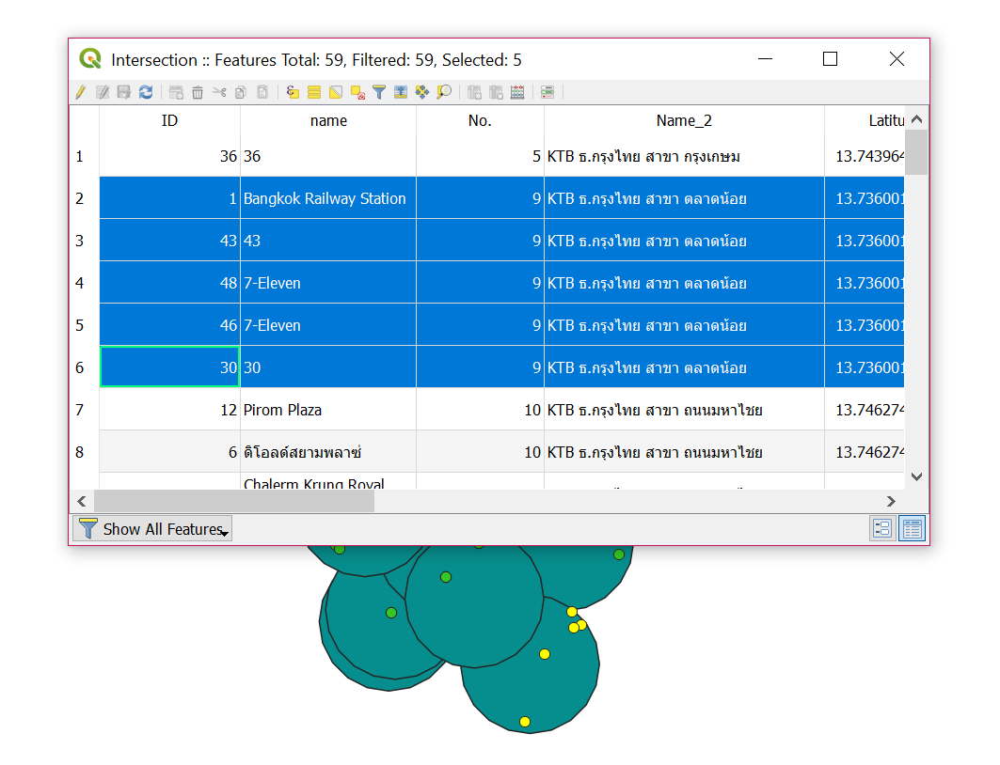 Intersection :: Features Total: 59, Filtered: 59, Selected: 5
ID name No. Name_2 Latitu
1 36 36 5 KTB ธ.กรุงไทย สาขา กรุงเกษม 13.743964
2 1 Bangkok Railway Station 9 KTB ธ.กรุงไทย สาขา ตลาดน้อย 13.736001
3 43 43 9 KTB ธ.กรุงไทย สาขา ตลาดน้อย 13.736001
4 48 7-Eleven 9 KTB ธ.กรุงไทย สาขา ตลาดน้อย 13.736001
5 46 7-Eleven 9 KTB ธ.กรุงไทย สาขา ตลาดน้อย 13.736001
6 30 30 9 KTB ธ.กรุงไทย สาขา ตลาดน้อย 13.736001
7 12 Pirom Plaza 10 KTB ธ.กรุงไทย สาขา ถนนมหาไชย 13.746274
8 6 ดิโอลด์สยามพลาซ่ 10 KTB ธ.กรุงไทย สาขา ถนนมหาไชย 13.746274
Chalerm Krung Royal
Show All Features